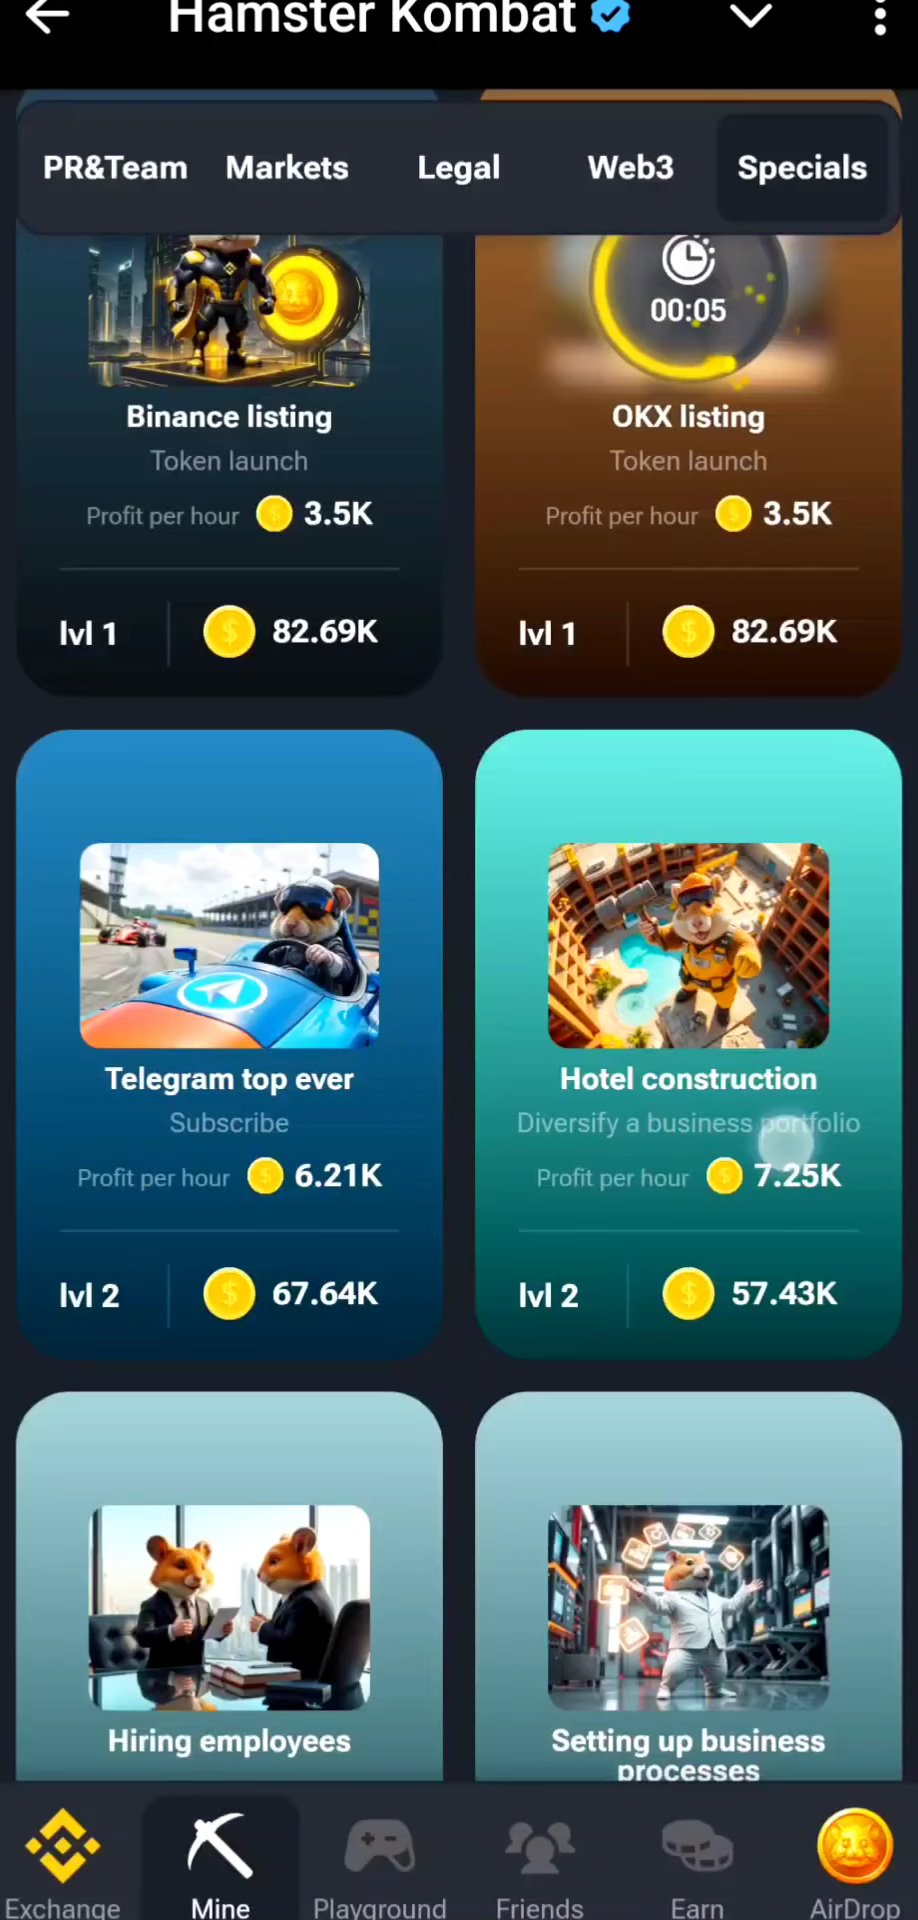 Hamster Kombat
PR&Team Markets Legal Web3 Specials
00:05
Binance listing
Token launch
Profit per hour 3.5K
lvl 1 82.69K
OKX listing
Token launch
Profit per hour 3.5K
lvl 1 82.69K
Telegram top ever
Subscribe
Profit per hour 6.21K
lvl 2 67.64K
Hotel construction
Diversify a business portfolio
Profit per hour 7.25K
lvl 2 57.43K
Hiring employees
Setting up business
processes
Exchange Mine Playground Friends Earn AirDrop